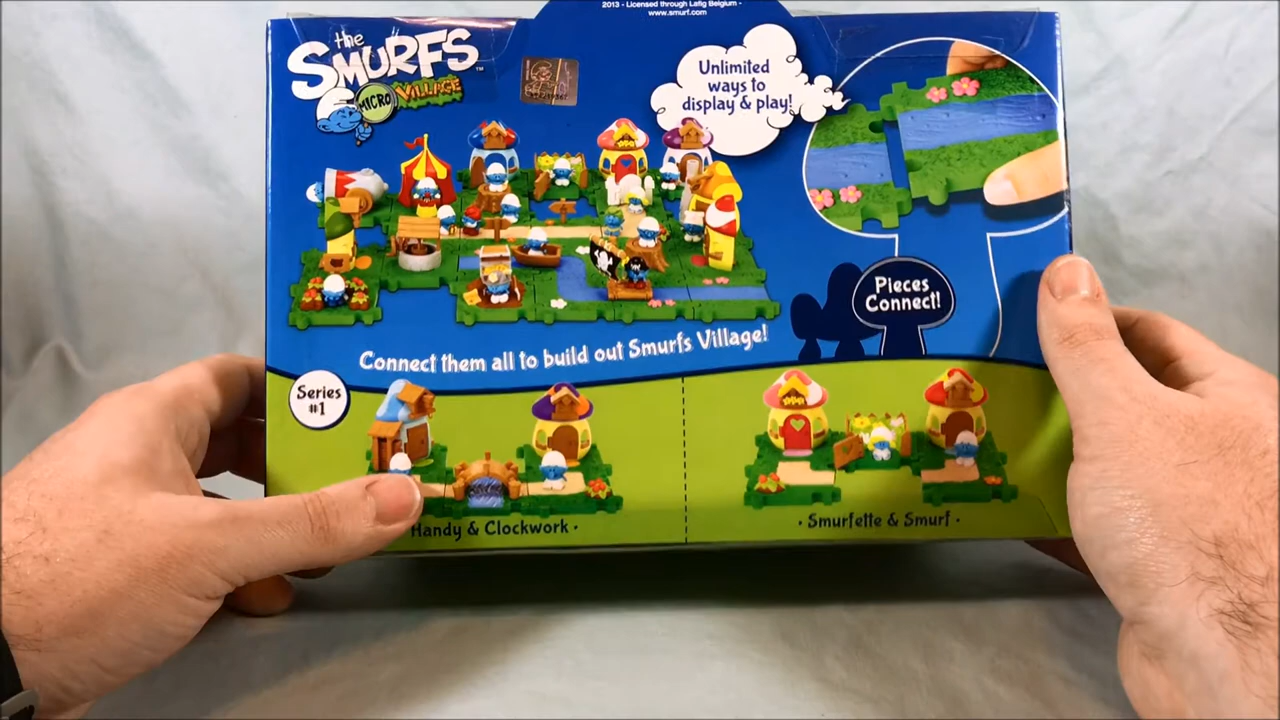 2013 - Licensed through Lafig Belgium -
www.smurf.com
the
SMURFS
MICRO VILLAGE
Unlimited
ways to
display & play!
Pieces
Connect!
Connect them all to build out Smurfs Village!
Series
#1
Handy & Clockwork ·
· Smurfette & Smurf ·